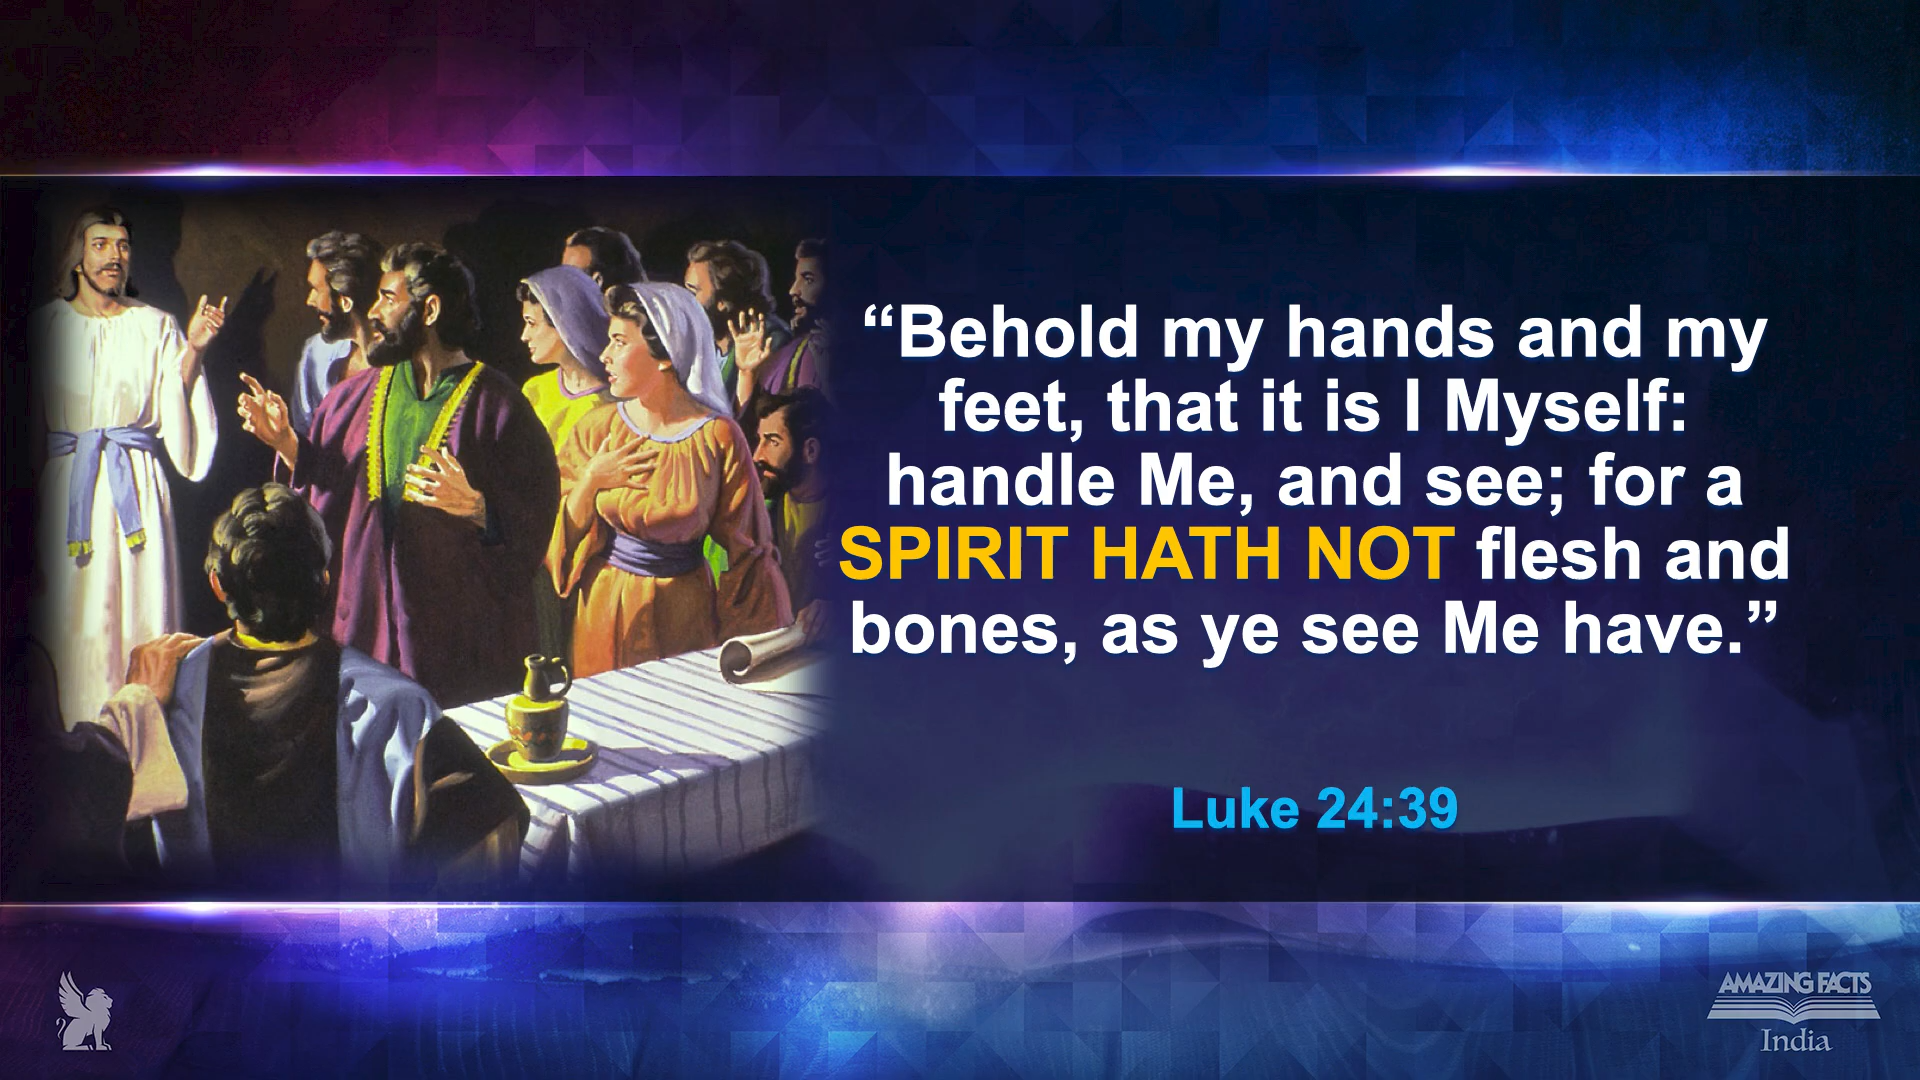 “Behold my hands and my
feet, that it is I Myself:
handle Me, and see; for a
SPIRIT HATH NOT flesh and
bones, as ye see Me have.”
Luke 24:39
AMAZING FACTS
India